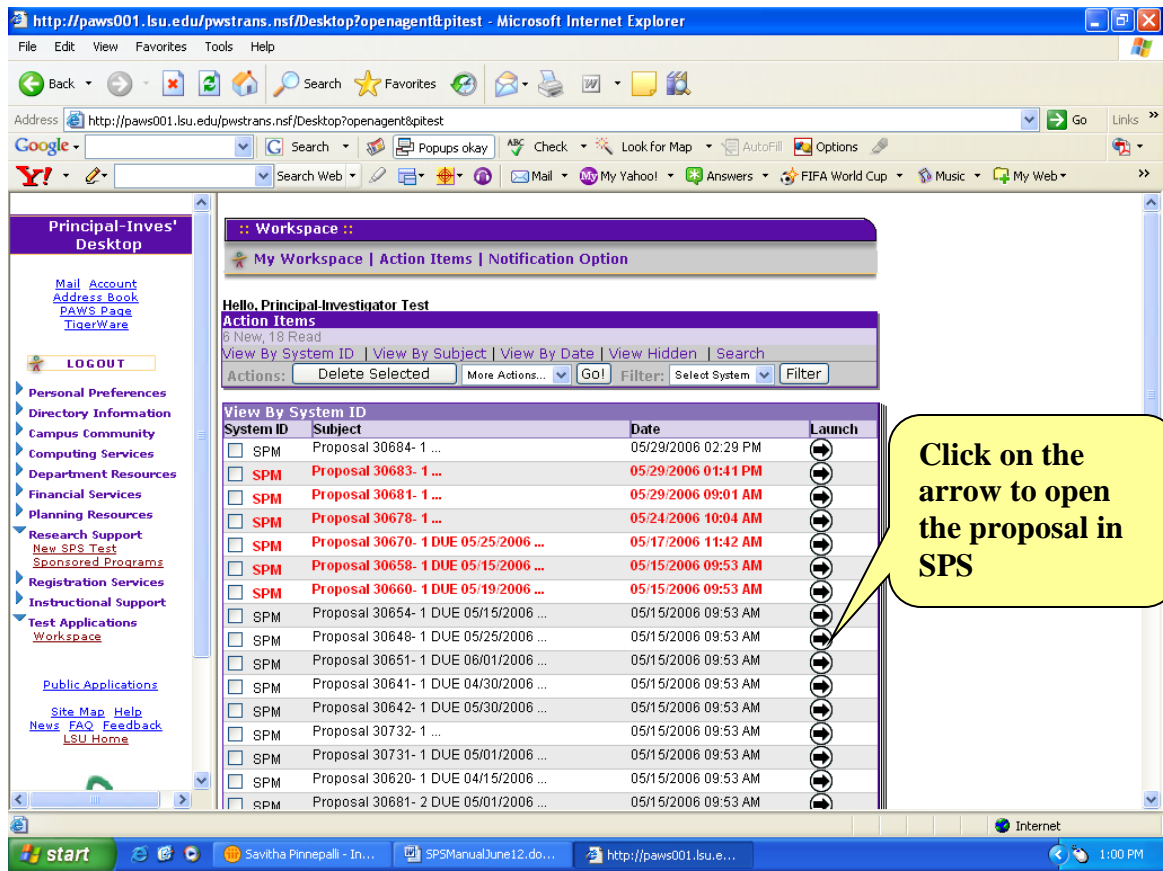 http://paws001.lsu.edu/pwstrans.nsf/Desktop?openagent&pitest - Microsoft Internet Explorer
File Edit View Favorites Tools Help
Back Search Favorites
Address http://paws001.lsu.edu/pwstrans.nsf/Desktop?openagent&pitest Go Links »
Google Search Popups okay ABC Check Look for Map AutoFill Options
Y! Search Web Mail My Yahoo! Answers FIFA World Cup Music My Web »
Principal-Inves'
Desktop
Mail Account
Address Book
PAWS Page
TigerWare
LOGOUT
Personal Preferences
Directory Information
Campus Community
Computing Services
Department Resources
Financial Services
Planning Resources
Research Support
New SPS Test
Sponsored Programs
Registration Services
Instructional Support
Test Applications
Workspace
Public Applications
Site Map Help
News FAQ Feedback
LSU Home
:: Workspace ::
My Workspace | Action Items | Notification Option
Hello, Principal-Investigator Test
Action Items
6 New, 18 Read
View By System ID | View By Subject | View By Date | View Hidden | Search
Actions: Delete Selected More Actions... Go! Filter: Select System Filter
View By System ID
System ID Subject Date Launch
SPM Proposal 30684- 1 ... 05/29/2006 02:29 PM
SPM Proposal 30683- 1 ... 05/29/2006 01:41 PM
SPM Proposal 30681- 1 ... 05/29/2006 09:01 AM
SPM Proposal 30678- 1 ... 05/24/2006 10:04 AM
SPM Proposal 30670- 1 DUE 05/25/2006 ... 05/17/2006 11:42 AM
SPM Proposal 30658- 1 DUE 05/15/2006 ... 05/15/2006 09:53 AM
SPM Proposal 30660- 1 DUE 05/19/2006 ... 05/15/2006 09:53 AM
SPM Proposal 30654- 1 DUE 05/15/2006 ... 05/15/2006 09:53 AM
SPM Proposal 30648- 1 DUE 05/25/2006 ... 05/15/2006 09:53 AM
SPM Proposal 30651- 1 DUE 06/01/2006 ... 05/15/2006 09:53 AM
SPM Proposal 30641- 1 DUE 04/30/2006 ... 05/15/2006 09:53 AM
SPM Proposal 30642- 1 DUE 05/30/2006 ... 05/15/2006 09:53 AM
SPM Proposal 30732- 1 ... 05/15/2006 09:53 AM
SPM Proposal 30731- 1 DUE 05/01/2006 ... 05/15/2006 09:53 AM
SPM Proposal 30620- 1 DUE 04/15/2006 ... 05/15/2006 09:53 AM
SPM Proposal 30681- 2 DUE 05/01/2006 ... 05/15/2006 09:53 AM
Click on the
arrow to open
the proposal in
SPS
Internet
start Savitha Pinnepalli - In... SPSManualJune12.do... http://paws001.lsu.e... 1:00 PM